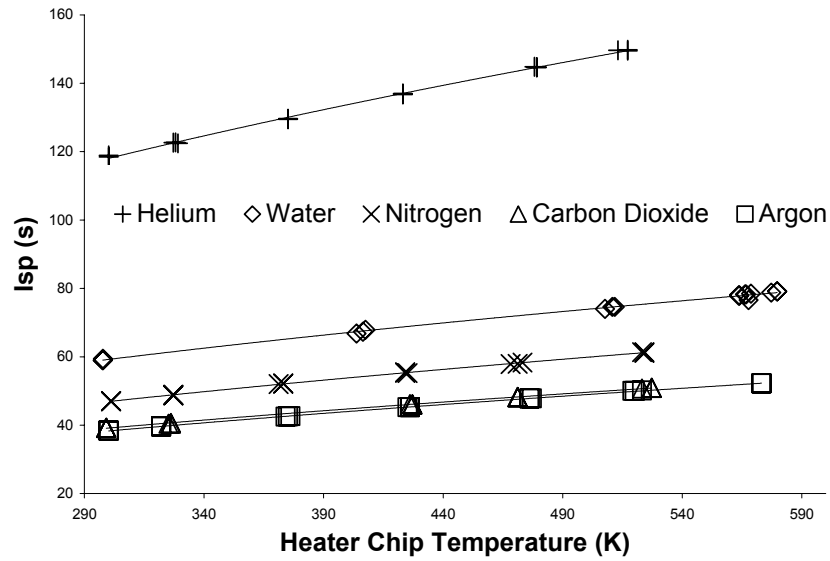 160
140
120
100
80
60
40
20
Isp (s)
Helium Water Nitrogen Carbon Dioxide Argon
290 340 390 440 490 540 590
Heater Chip Temperature (K)